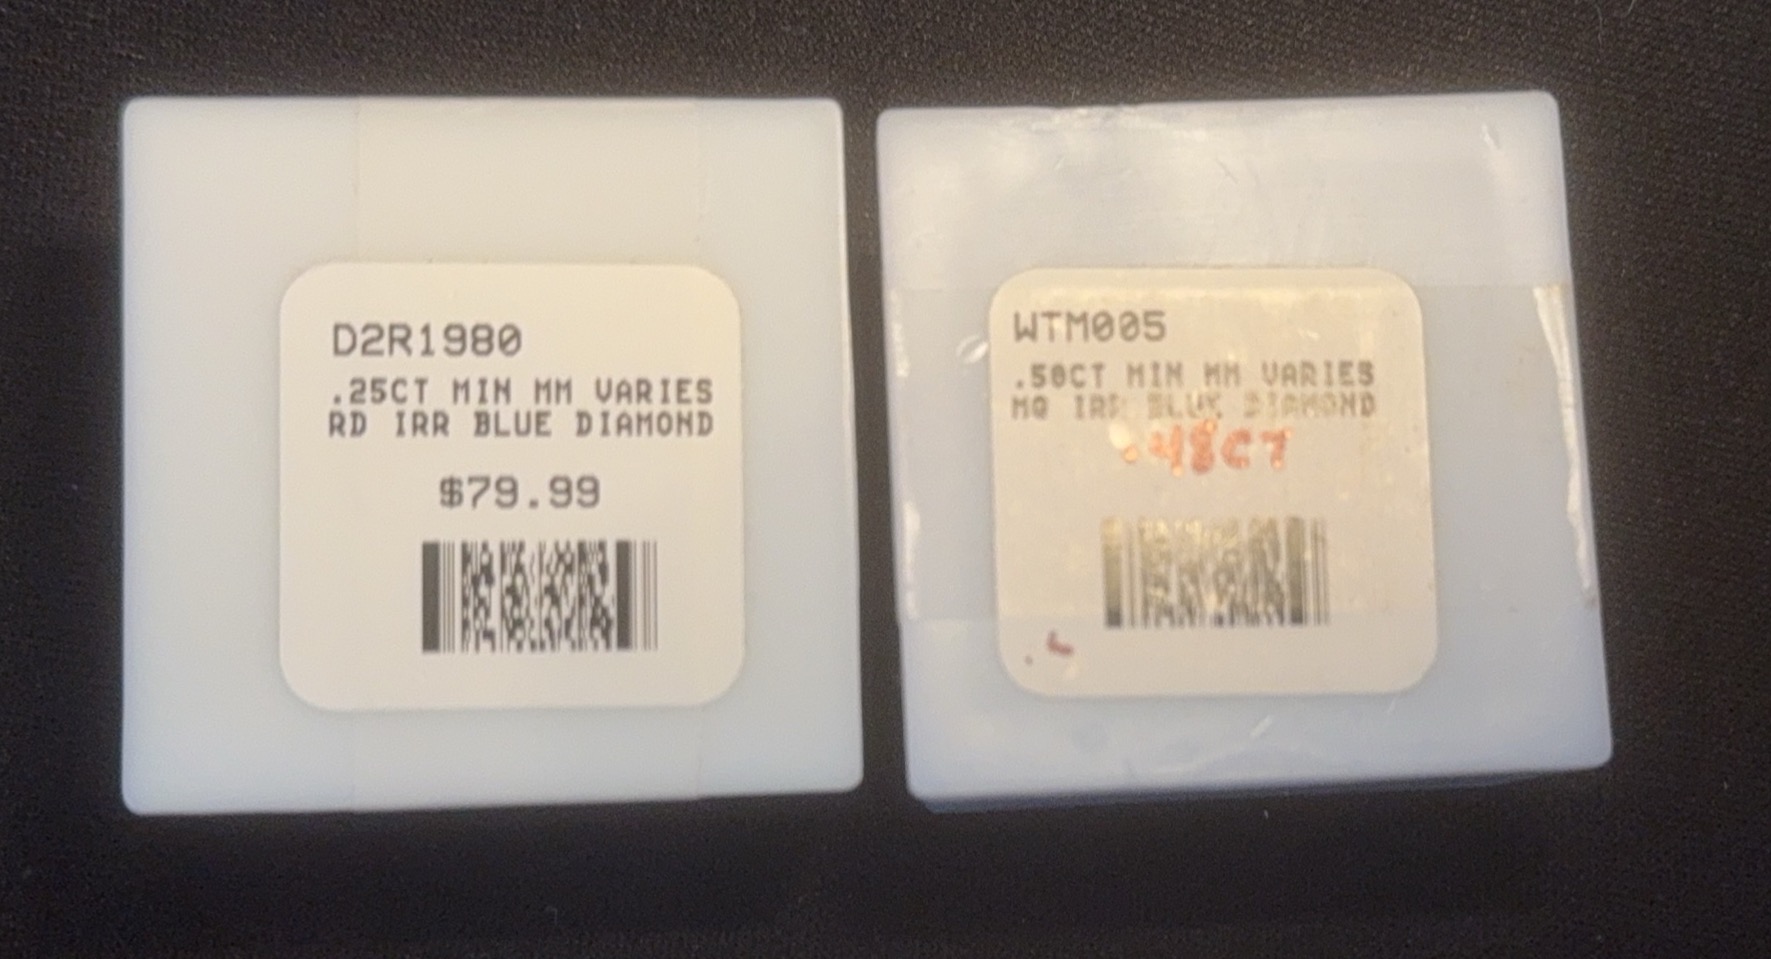 D2R1980
.25CT MIN MM VARIES
RD IRR BLUE DIAMOND
$79.99
WTM005
.50CT MIN MM VARIES
MQ IRR BLUE DIAMOND
.48CT